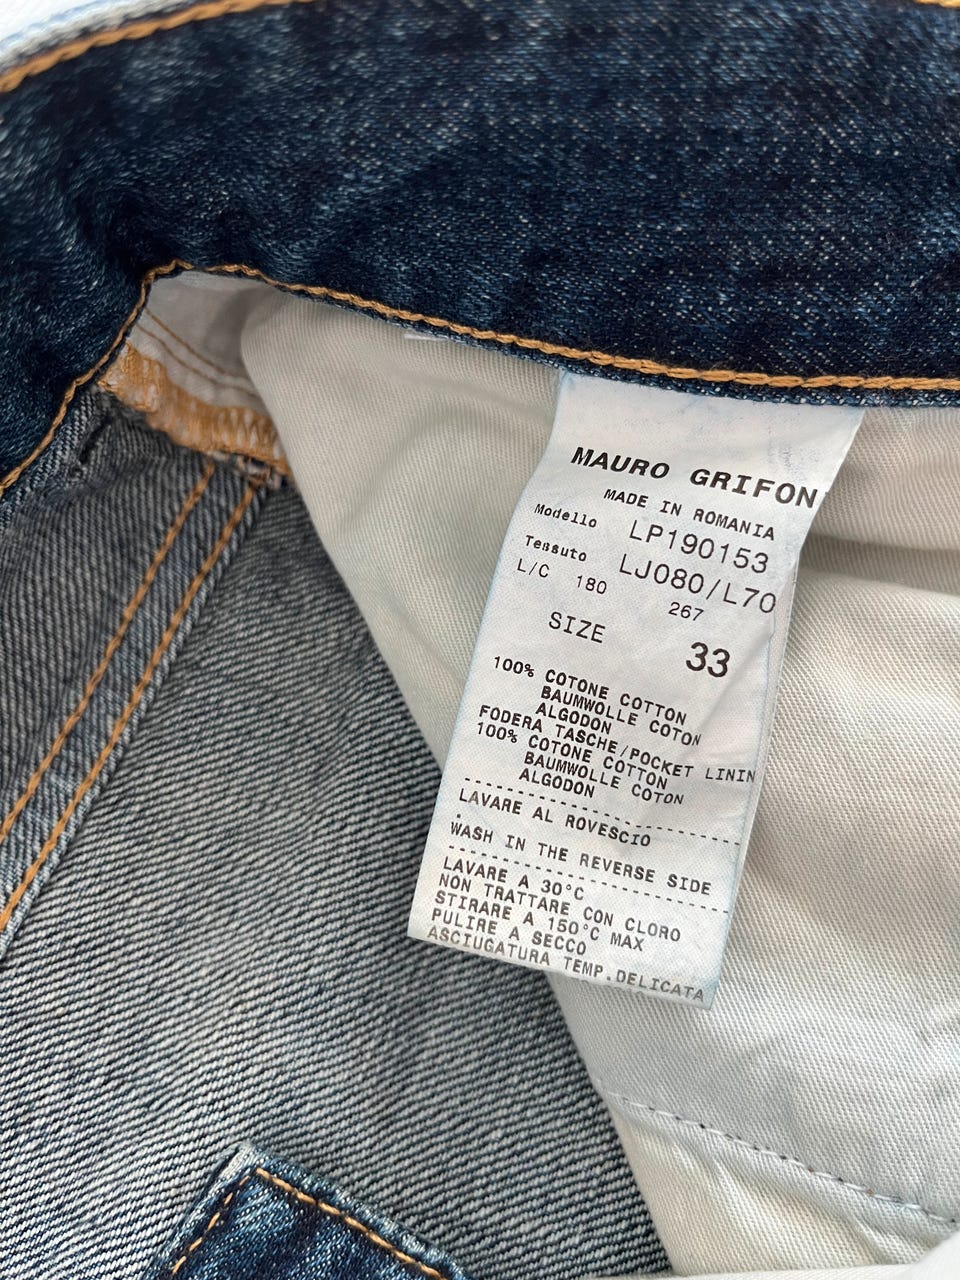 MAURO GRIFON
MADE IN ROMANIA
Modello LP190153
Tessuto LJ080/L70
L/C 180 267
SIZE 33
100% COTONE COTTON
BAUMWOLLE COTON
ALGODON
FODERA TASCHE/POCKET LININ
100% COTONE COTTON
BAUMWOLLE COTON
ALGODON
LAVARE AL ROVESCIO
WASH IN THE REVERSE SIDE
LAVARE A 30°C
NON TRATTARE CON CLORO
STIRARE A 150°C MAX
PULIRE A SECCO
ASCIUGATURA TEMP.DELICATA